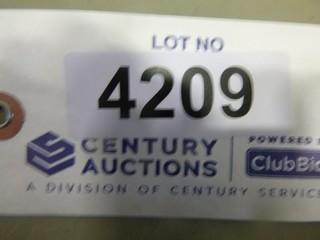 LOT NO
4209
CENTURY
AUCTIONS
POWERED
ClubBid
A DIVISION OF CENTURY SERVICE